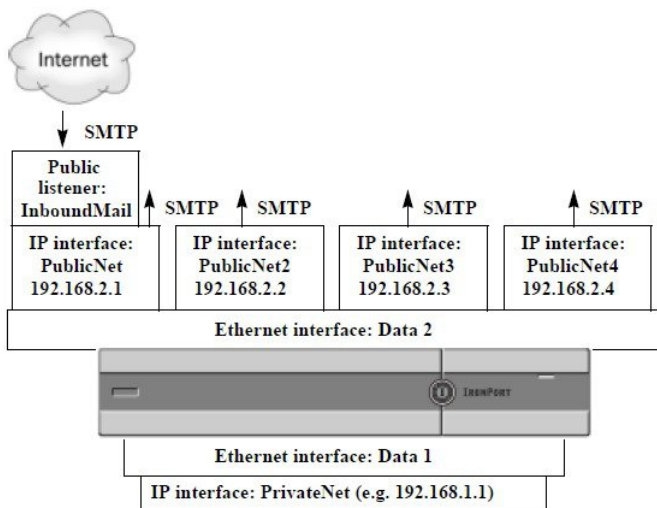 Internet
SMTP
Public
listener:
InboundMail
SMTP
SMTP
SMTP
SMTP
IP interface:
PublicNet
192.168.2.1
IP interface:
PublicNet2
192.168.2.2
IP interface:
PublicNet3
192.168.2.3
IP interface:
PublicNet4
192.168.2.4
Ethernet interface: Data 2
IRONPORT
Ethernet interface: Data 1
IP interface: PrivateNet (e.g. 192.168.1.1)